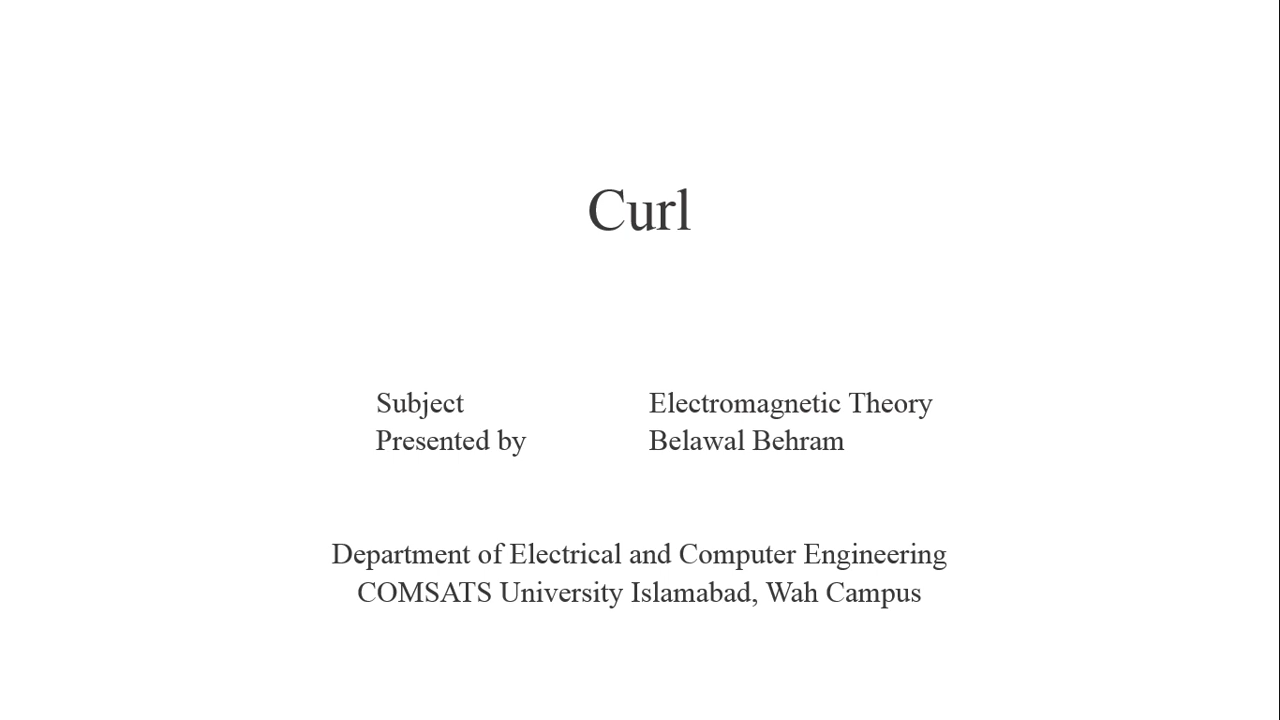 Curl
Subject Electromagnetic Theory
Presented by Belawal Behram
Department of Electrical and Computer Engineering
COMSATS University Islamabad, Wah Campus